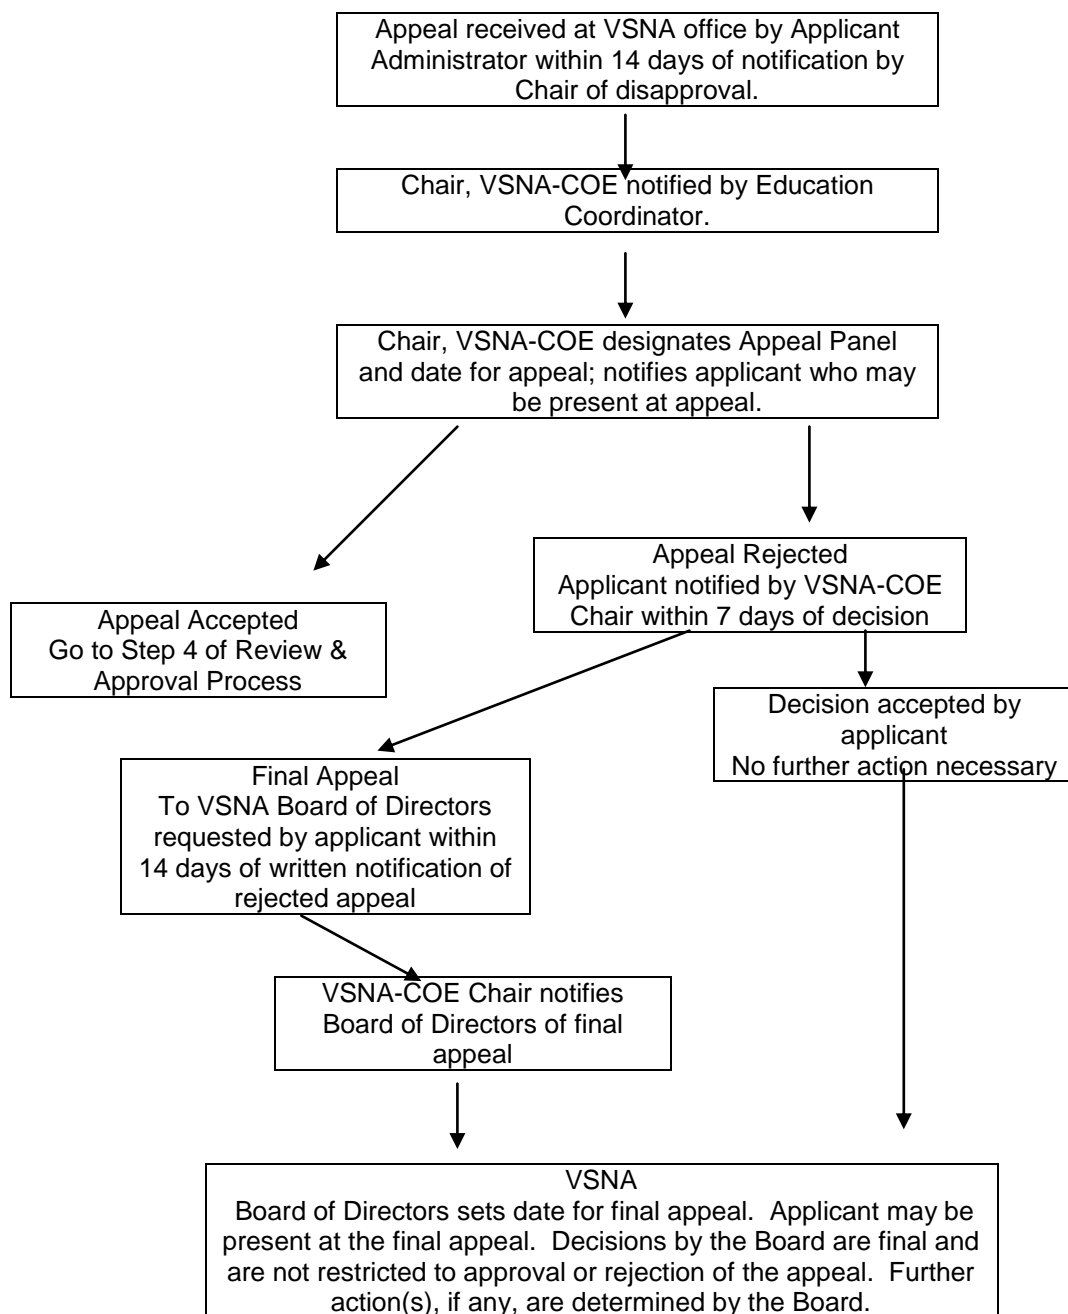 Appeal received at VSNA office by Applicant
Administrator within 14 days of notification by
Chair of disapproval.
Chair, VSNA-COE notified by Education
Coordinator.
Chair, VSNA-COE designates Appeal Panel
and date for appeal; notifies applicant who may
be present at appeal.
Appeal Rejected
Applicant notified by VSNA-COE
Chair within 7 days of decision
Appeal Accepted
Go to Step 4 of Review &
Approval Process
Decision accepted by
applicant
No further action necessary
Final Appeal
To VSNA Board of Directors
requested by applicant within
14 days of written notification of
rejected appeal
VSNA-COE Chair notifies
Board of Directors of final
appeal
VSNA
Board of Directors sets date for final appeal.  Applicant may be
present at the final appeal.  Decisions by the Board are final and
are not restricted to approval or rejection of the appeal.  Further
action(s), if any, are determined by the Board.